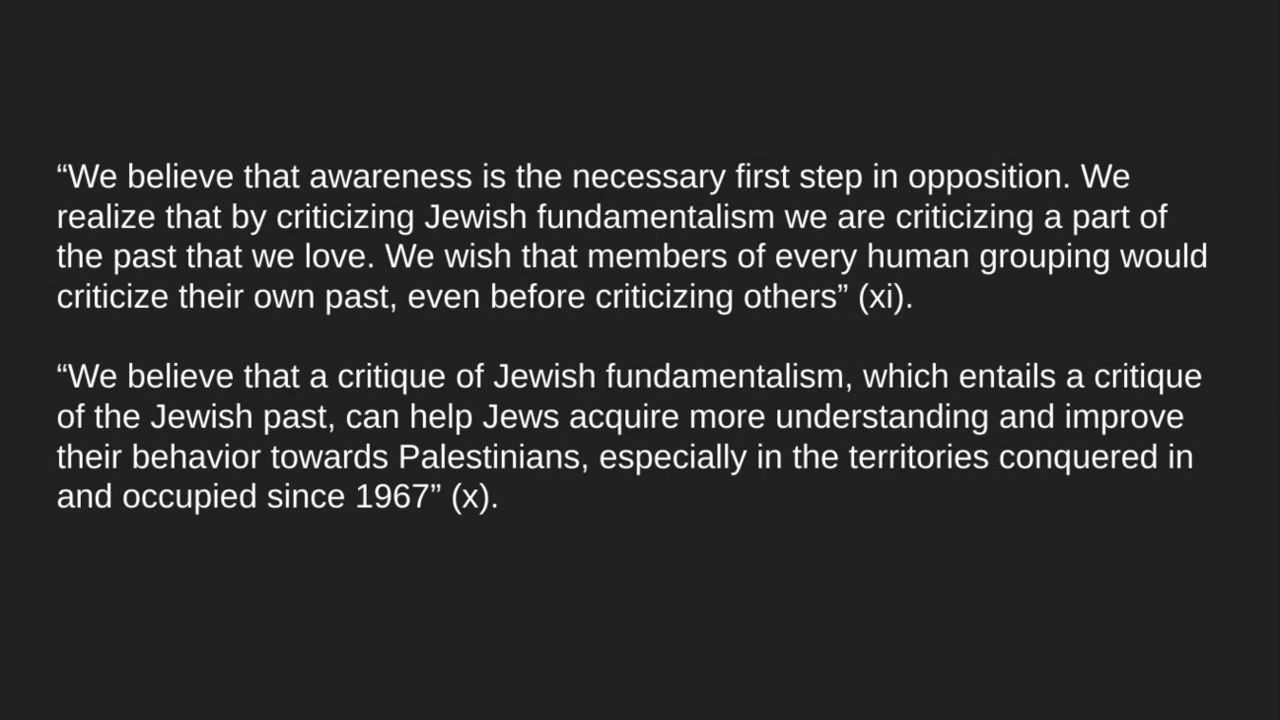 “We believe that awareness is the necessary first step in opposition. We
realize that by criticizing Jewish fundamentalism we are criticizing a part of
the past that we love. We wish that members of every human grouping would
criticize their own past, even before criticizing others” (xi).
“We believe that a critique of Jewish fundamentalism, which entails a critique
of the Jewish past, can help Jews acquire more understanding and improve
their behavior towards Palestinians, especially in the territories conquered in
and occupied since 1967” (x).